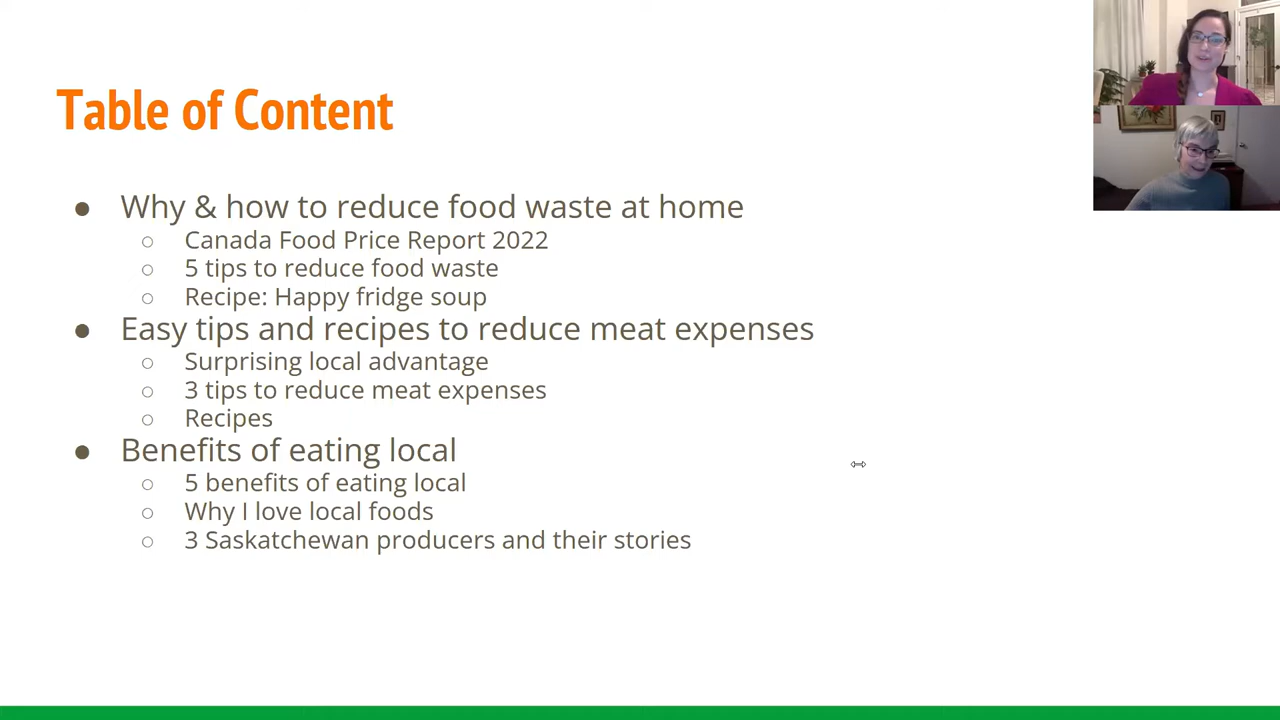 Table of Content
● Why & how to reduce food waste at home
○ Canada Food Price Report 2022
○ 5 tips to reduce food waste
○ Recipe: Happy fridge soup
● Easy tips and recipes to reduce meat expenses
○ Surprising local advantage
○ 3 tips to reduce meat expenses
○ Recipes
● Benefits of eating local
○ 5 benefits of eating local
○ Why I love local foods
○ 3 Saskatchewan producers and their stories